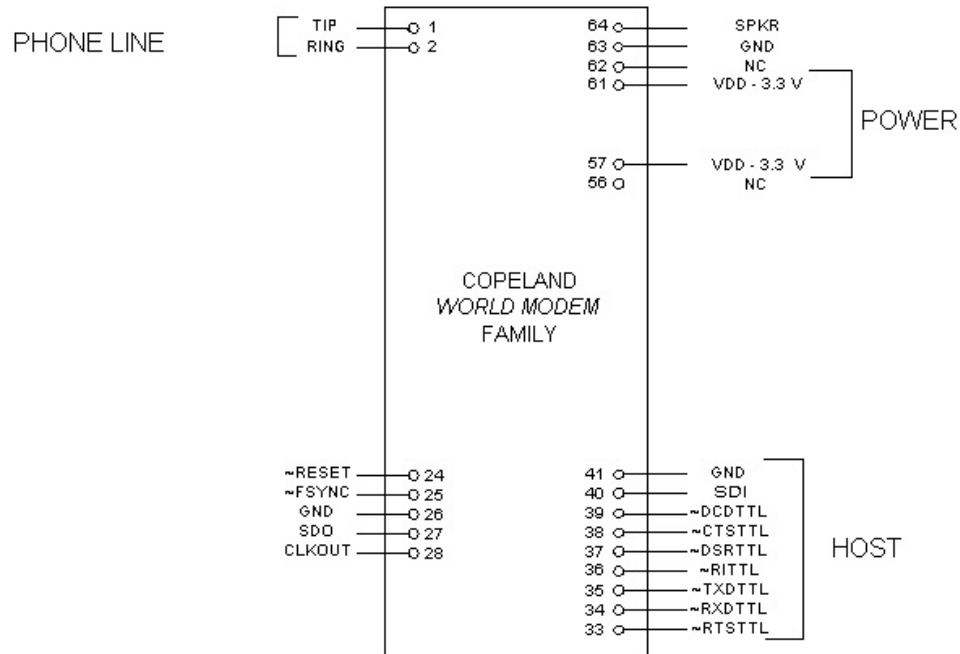 PHONE LINE
TIP 1
RING 2
64 SPKR
63 GND
62 NC
61 VDD - 3.3 V
POWER
57 VDD - 3.3 V
56 NC
COPELAND
WORLD MODEM
FAMILY
~RESET 24
~FSYNC 25
GND 26
SDO 27
CLKOUT 28
41 GND
40 SDI
39 ~DCDTTL
38 ~CTSTTL
37 ~DSRTTL
36 ~RITTL
35 ~TXDTTL
34 ~RXDTTL
33 ~RTSTTL
HOST